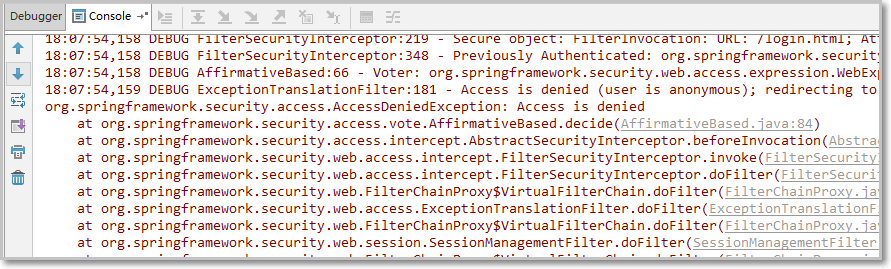 Debugger Console
18:07:54,158 DEBUG FilterSecurityInterceptor:219 - Secure object: FilterInvocation: URL: /login.html;
18:07:54,158 DEBUG FilterSecurityInterceptor:348 - Previously Authenticated: org.springframework.security
18:07:54,158 DEBUG AffirmativeBased:66 - Voter: org.springframework.security.web.access.expression.WebExp
18:07:54,159 DEBUG ExceptionTranslationFilter:181 - Access is denied (user is anonymous); redirecting to
org.springframework.security.access.AccessDeniedException: Access is denied
at org.springframework.security.access.vote.AffirmativeBased.decide(AffirmativeBased.java:84)
at org.springframework.security.access.intercept.AbstractSecurityInterceptor.beforeInvocation(Abstrac
at org.springframework.security.web.access.intercept.FilterSecurityInterceptor.invoke(FilterSecurityI
at org.springframework.security.web.access.intercept.FilterSecurityInterceptor.doFilter(FilterSecurit
at org.springframework.security.web.FilterChainProxy$VirtualFilterChain.doFilter(FilterChainProxy.jav
at org.springframework.security.web.access.ExceptionTranslationFilter.doFilter(ExceptionTranslationFi
at org.springframework.security.web.FilterChainProxy$VirtualFilterChain.doFilter(FilterChainProxy.jav
at org.springframework.security.web.session.SessionManagementFilter.doFilter(SessionManagementFilter.